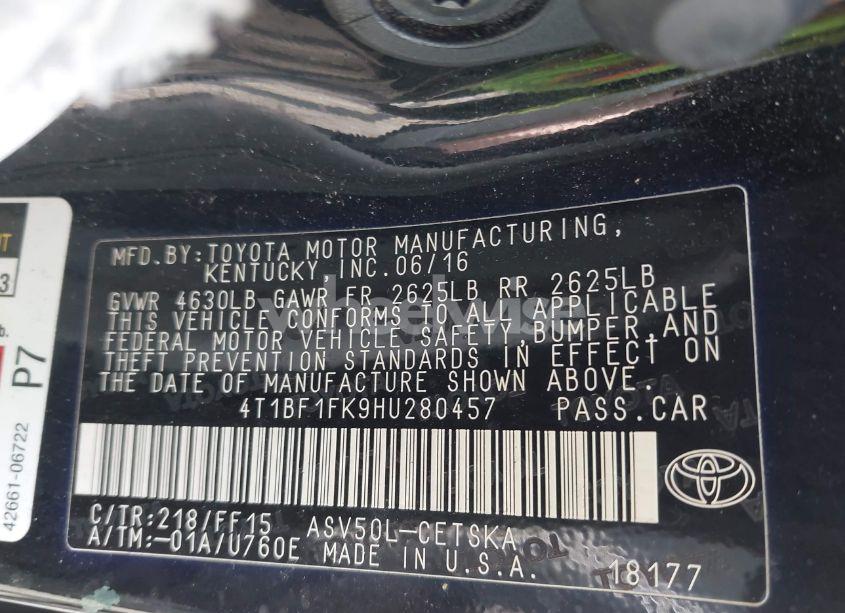 MFD. BY: TOYOTA MOTOR MANUFACTURING,
KENTUCKY, INC. 06/16
GVWR 4630LB GAWR FR 2625LB RR 2625LB
THIS VEHICLE CONFORMS TO ALL APPLICABLE
FEDERAL MOTOR VEHICLE SAFETY, BUMPER, AND
THEFT PREVENTION STANDARDS IN EFFECT ON
THE DATE OF MANUFACTURE SHOWN ABOVE.
4T1BF1FK9HU280457 PASS.CAR
C/TR:218/FF15 ASV50L-CETSKA
A/TM:-01A/U760E MADE IN U.S.A. 18177
3
b.
P7
42661-06722